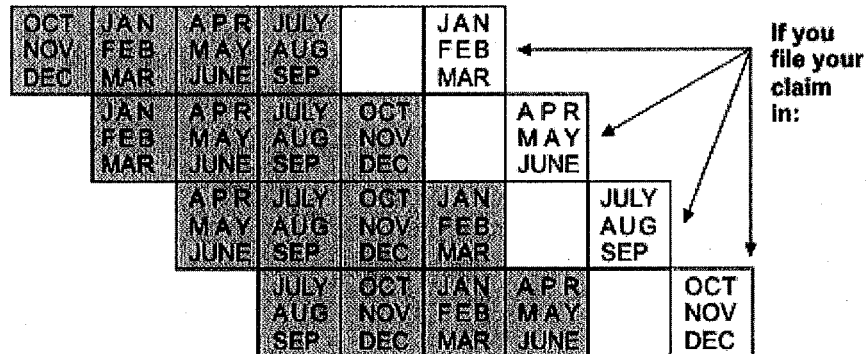 OCT JAN APR JULY JAN
NOV FEB MAY AUG FEB
DEC MAR JUNE SEP MAR
If you
file your
claim
in:
JAN APR JULY OCT APR
FEB MAY AUG NOV MAY
MAR JUNE SEP DEC JUNE
APR JULY OCT JAN JULY
MAY AUG NOV FEB AUG
JUNE SEP DEC MAR SEP
JULY OCT JAN APR OCT
AUG NOV FEB MAY NOV
SEP DEC MAR JUNE DEC